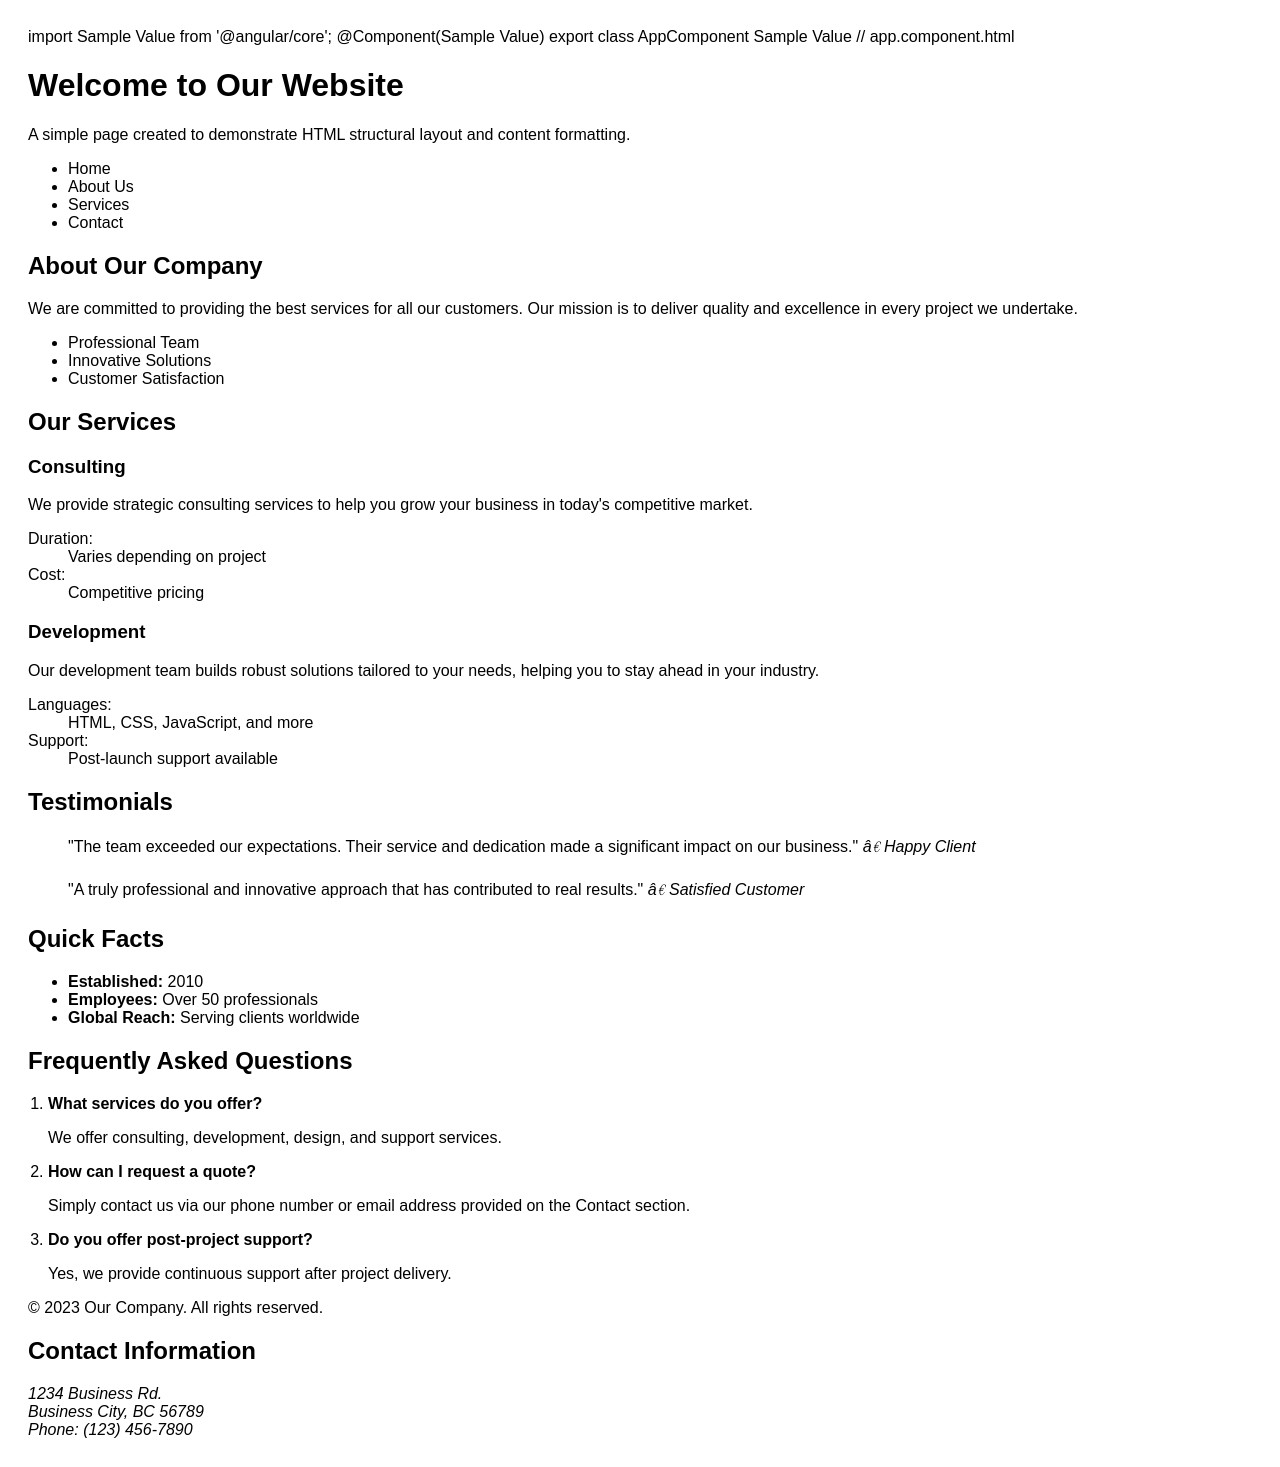 import Sample Value from '@angular/core'; @Component(Sample Value) export class AppComponent Sample Value // app.component.html
Welcome to Our Website
A simple page created to demonstrate HTML structural layout and content formatting.
• Home
• About Us
• Services
• Contact
About Our Company
We are committed to providing the best services for all our customers. Our mission is to deliver quality and excellence in every project we undertake.
• Professional Team
• Innovative Solutions
• Customer Satisfaction
Our Services
Consulting
We provide strategic consulting services to help you grow your business in today's competitive market.
Duration:
Varies depending on project
Cost:
Competitive pricing
Development
Our development team builds robust solutions tailored to your needs, helping you to stay ahead in your industry.
Languages:
HTML, CSS, JavaScript, and more
Support:
Post-launch support available
Testimonials
"The team exceeded our expectations. Their service and dedication made a significant impact on our business." â€ Happy Client
"A truly professional and innovative approach that has contributed to real results." â€ Satisfied Customer
Quick Facts
• Established: 2010
• Employees: Over 50 professionals
• Global Reach: Serving clients worldwide
Frequently Asked Questions
1. What services do you offer?
We offer consulting, development, design, and support services.
2. How can I request a quote?
Simply contact us via our phone number or email address provided on the Contact section.
3. Do you offer post-project support?
Yes, we provide continuous support after project delivery.
© 2023 Our Company. All rights reserved.
Contact Information
1234 Business Rd.
Business City, BC 56789
Phone: (123) 456-7890